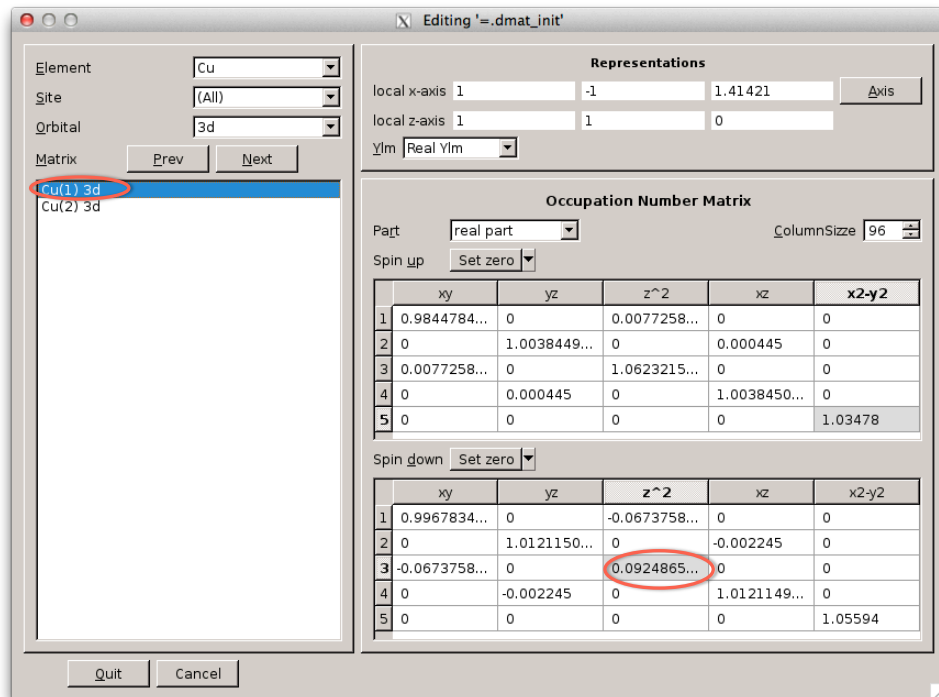 Editing '=.dmat_init'
Element Cu
Site (All)
Orbital 3d
Matrix Prev Next
Cu(1) 3d
Cu(2) 3d
Representations
local x-axis 1 -1 1.41421 Axis
local z-axis 1 1 0
Ylm Real Ylm
Occupation Number Matrix
Part real part ColumnSizze 96
Spin up Set zero
xy yz z^2 xz x2-y2
1 0.9844784... 0 0.0077258... 0 0
2 0 1.0038449... 0 0.000445 0
3 0.0077258... 0 1.0623215... 0 0
4 0 0.000445 0 1.0038450... 0
5 0 0 0 0 1.03478
Spin down Set zero
xy yz z^2 xz x2-y2
1 0.9967834... 0 -0.0673758... 0 0
2 0 1.0121150... 0 -0.002245 0
3 -0.0673758... 0 0.0924865... 0 0
4 0 -0.002245 0 1.0121149... 0
5 0 0 0 0 1.05594
Quit Cancel